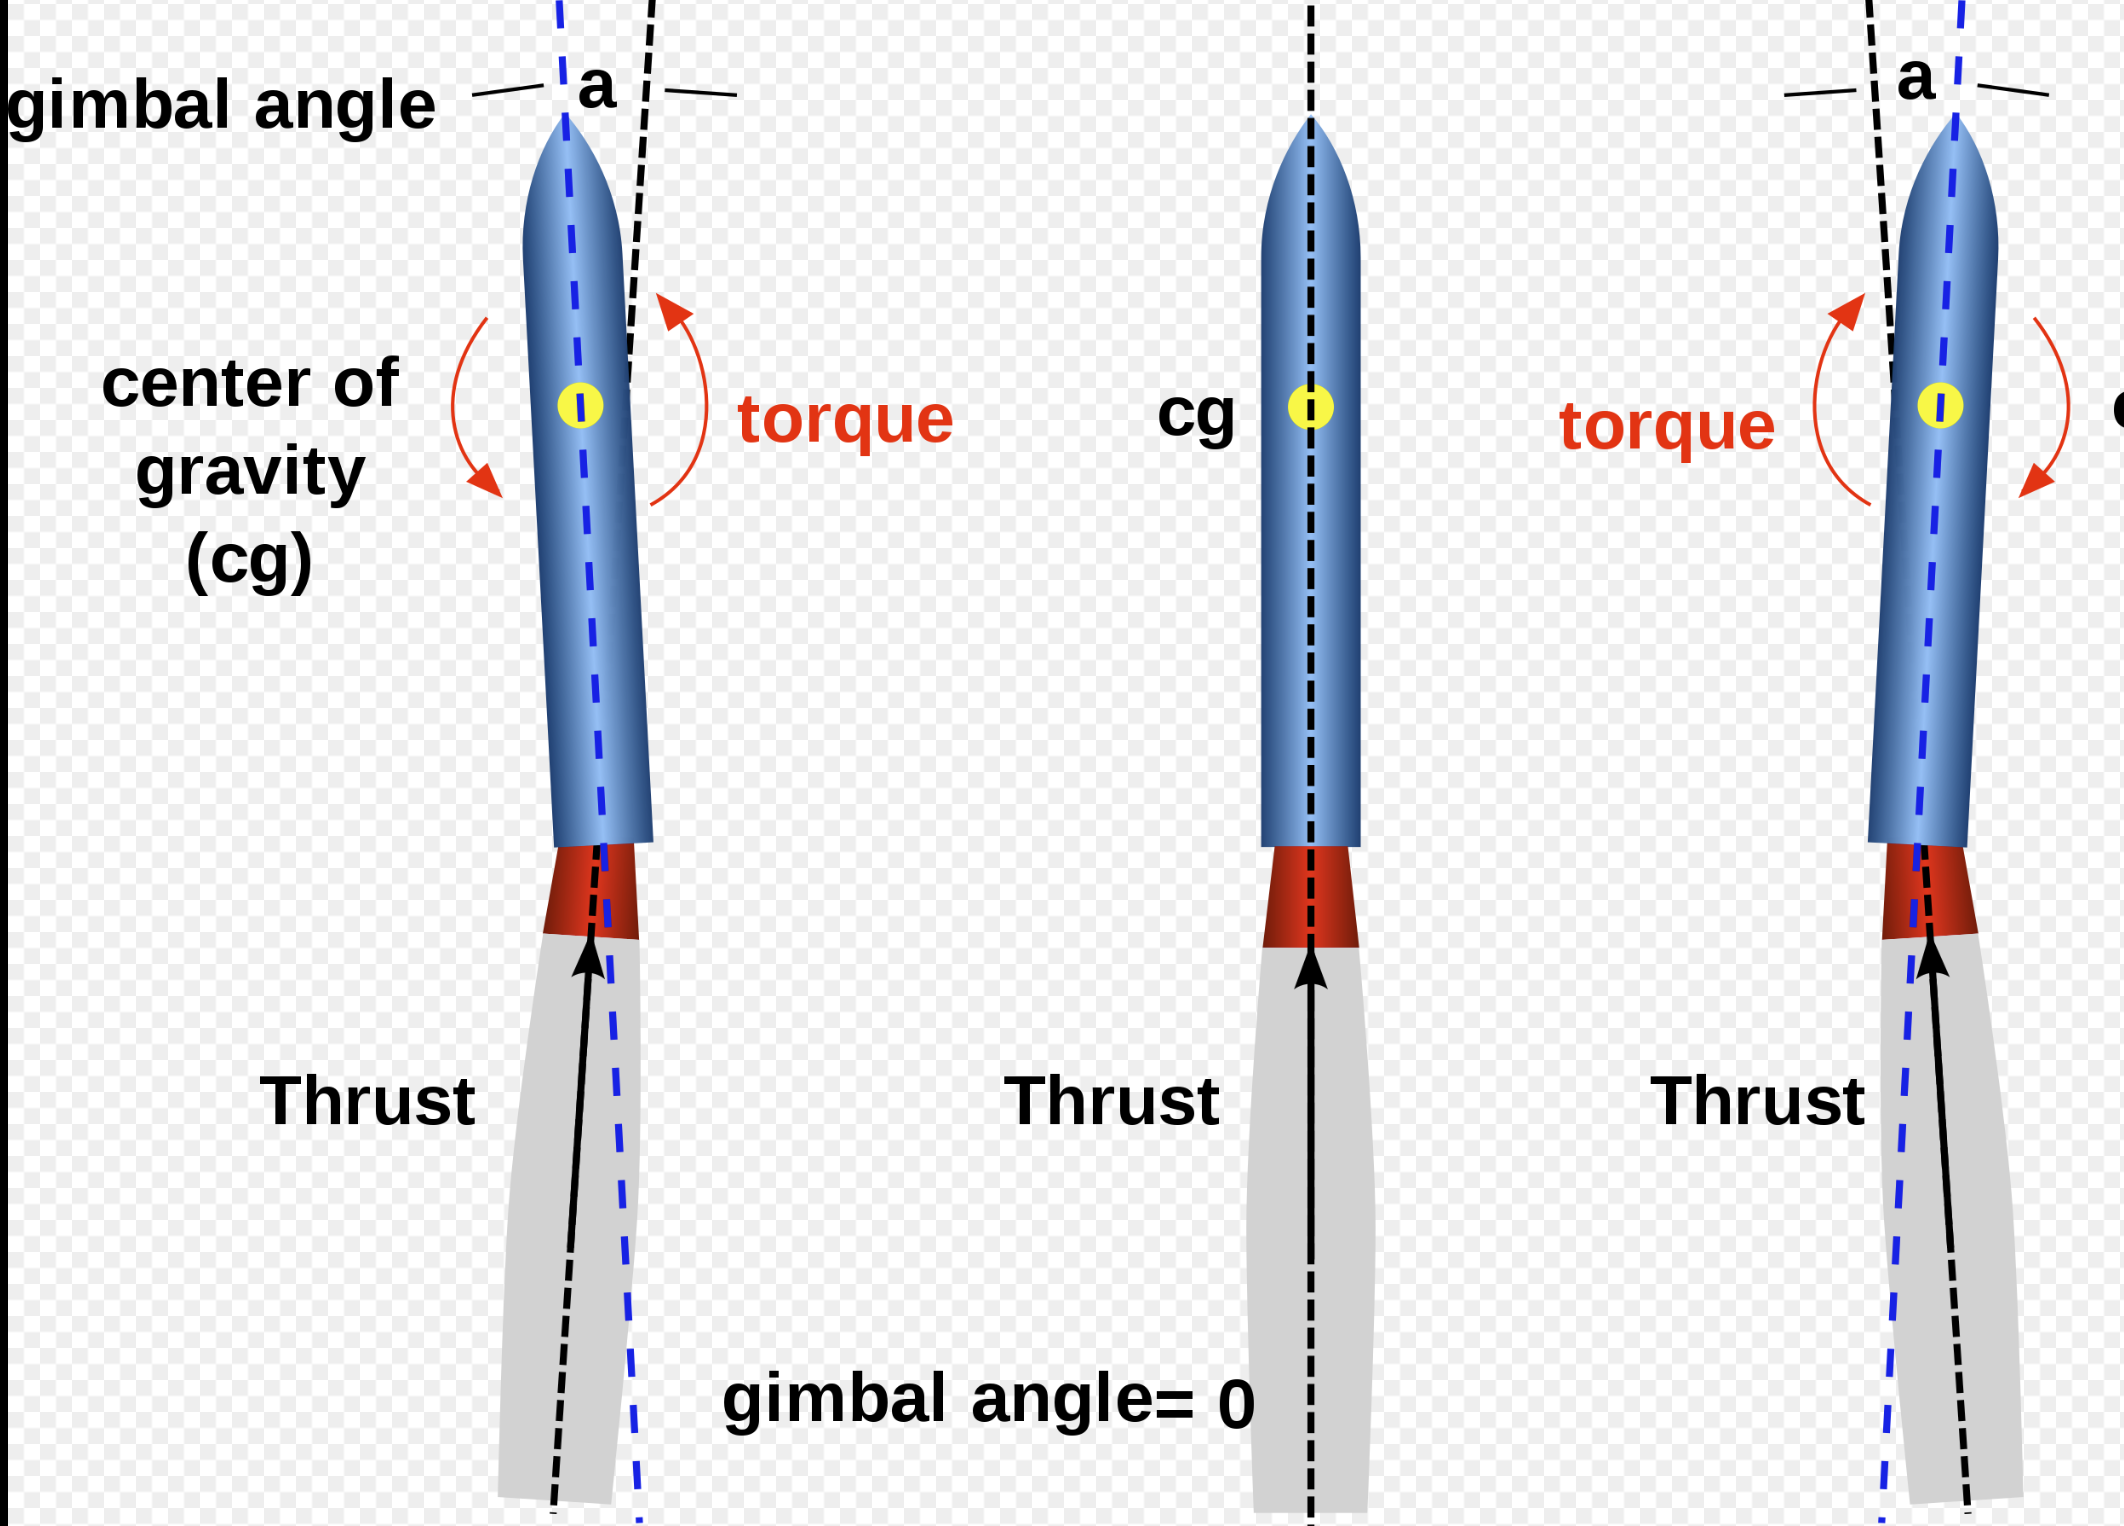 gimbal angle
a
a
center of
gravity
(cg)
torque
cg
torque
Thrust
Thrust
Thrust
gimbal angle= 0